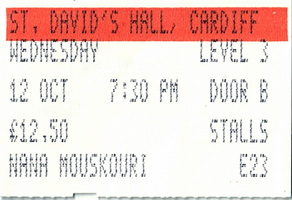 ST. DAVID'S HALL, CARDIFF
WEDNESDAY LEVEL 3
12 OCT 7:30 PM DOOR B
£12.50 STALLS
NANA MOUSKOURI E23